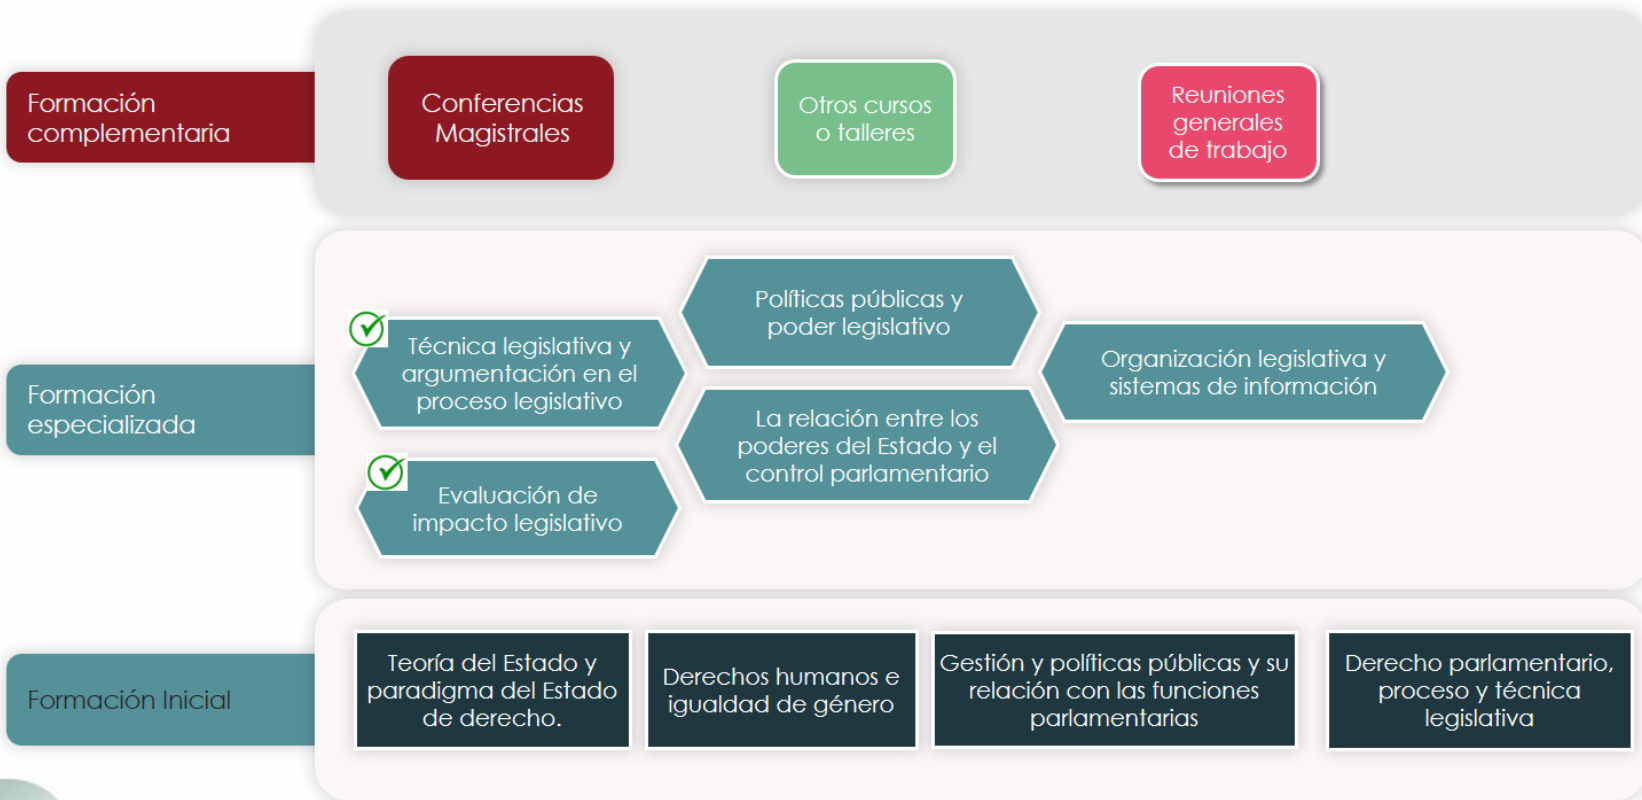 Formación
complementaria
Conferencias
Magistrales
Otros cursos
o talleres
Reuniones
generales
de trabajo
Formación
especializada
Técnica legislativa y
argumentación en el
proceso legislativo
Evaluación de
impacto legislativo
Políticas públicas y
poder legislativo
La relación entre los
poderes del Estado y el
control parlamentario
Organización legislativa y
sistemas de información
Formación Inicial
Teoría del Estado y
paradigma del Estado
de derecho.
Derechos humanos e
igualdad de género
Gestión y políticas públicas y su
relación con las funciones
parlamentarias
Derecho parlamentario,
proceso y técnica
legislativa